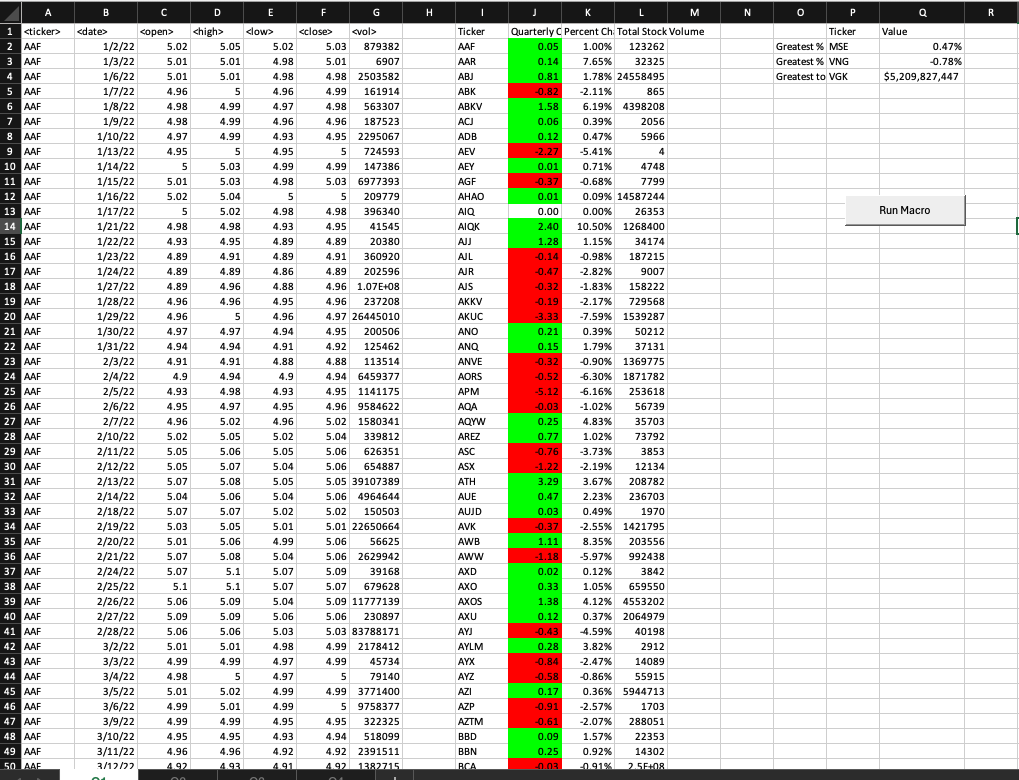 A B C D E F G H I J K L M N O P Q R
1 <ticker> <date> <open> <high> <low> <close> <vol> Ticker Quarterly C Percent Ch Total Stock Volume Ticker Value
2 AAF 1/2/22 5.02 5.05 5.02 5.03 879382 AAF 0.05 1.00% 123262 Greatest % MSE 0.47%
3 AAF 1/3/22 5.01 5.01 4.98 5.01 6907 AAR 0.14 7.65% 32325 Greatest % VNG -0.78%
4 AAF 1/6/22 5.01 5.01 4.98 4.98 2503582 ABJ 0.81 1.78% 24558495 Greatest to VGK $5,209,827,447
5 AAF 1/7/22 4.96 5 4.96 4.99 161914 ABK -0.82 -2.11% 865
6 AAF 1/8/22 4.98 4.99 4.97 4.98 563307 ABKV 1.58 6.19% 4398208
7 AAF 1/9/22 4.98 4.99 4.96 4.96 187523 ACJ 0.06 0.39% 2056
8 AAF 1/10/22 4.97 4.99 4.93 4.95 2295067 ADB 0.12 0.47% 5966
9 AAF 1/13/22 4.95 5 4.95 5 724593 AEV -2.27 -5.41% 4
10 AAF 1/14/22 5 5.03 4.99 4.99 147386 AEY 0.01 0.71% 4748
11 AAF 1/15/22 5.01 5.03 4.98 5.03 6977393 AGF -0.37 -0.68% 7799
12 AAF 1/16/22 5.02 5.04 5 5 209779 AHAO 0.01 0.09% 14587244
13 AAF 1/17/22 5 5.02 4.98 4.98 396340 AIQ 0.00 0.00% 26353 Run Macro
14 AAF 1/21/22 4.98 4.98 4.93 4.95 41545 AIQK 2.40 10.50% 1268400
15 AAF 1/22/22 4.93 4.95 4.89 4.89 20380 AJJ 1.28 1.15% 34174
16 AAF 1/23/22 4.89 4.91 4.89 4.91 362920 AJL -0.14 -0.98% 187215
17 AAF 1/24/22 4.89 4.89 4.86 4.89 202596 AJR -0.47 -2.82% 9007
18 AAF 1/27/22 4.89 4.96 4.88 4.96 1.07E+08 AJS -0.32 -1.83% 158222
19 AAF 1/28/22 4.96 4.96 4.95 4.96 237208 AKKV -0.19 -2.17% 729568
20 AAF 1/29/22 4.96 5 4.96 4.97 26445010 AKUC -3.33 -7.59% 1539287
21 AAF 1/30/22 4.97 4.97 4.94 4.95 200506 ANO 0.21 0.39% 50212
22 AAF 1/31/22 4.94 4.94 4.91 4.92 125462 ANQ 0.15 1.79% 37131
23 AAF 2/3/22 4.91 4.91 4.88 4.88 113514 ANVE -0.32 -0.90% 1369775
24 AAF 2/4/22 4.9 4.94 4.9 4.94 6459377 AORS -0.52 -6.30% 1871782
25 AAF 2/5/22 4.93 4.98 4.93 4.95 1141175 APM -5.12 -6.16% 253618
26 AAF 2/6/22 4.95 4.97 4.95 4.96 9584622 AQA -0.03 -1.02% 56739
27 AAF 2/7/22 4.96 5.02 4.96 5.02 1580341 AQYW 0.25 4.83% 35703
28 AAF 2/10/22 5.02 5.05 5.02 5.04 339812 AREZ 0.77 1.02% 73792
29 AAF 2/11/22 5.05 5.06 5.05 5.06 626351 ASC -0.76 -3.73% 3853
30 AAF 2/12/22 5.05 5.07 5.04 5.06 654887 ASX -1.22 -2.19% 12134
31 AAF 2/13/22 5.07 5.08 5.05 5.05 39107389 ATH 3.29 3.67% 208782
32 AAF 2/14/22 5.04 5.06 5.04 5.06 4964644 AUE 0.47 2.23% 236703
33 AAF 2/18/22 5.07 5.07 5.02 5.02 150503 AUJD 0.03 0.49% 1970
34 AAF 2/19/22 5.03 5.05 5.01 5.01 22650664 AVK -0.37 -2.55% 1421795
35 AAF 2/20/22 5.01 5.06 4.99 5.06 56625 AWB 1.11 8.35% 203556
36 AAF 2/21/22 5.07 5.08 5.04 5.06 2629942 AWW -1.18 -5.97% 992438
37 AAF 2/24/22 5.07 5.1 5.07 5.09 39168 AXD 0.02 0.12% 3842
38 AAF 2/25/22 5.1 5.1 5.07 5.07 679628 AXO 0.33 1.05% 659550
39 AAF 2/26/22 5.06 5.09 5.04 5.09 11777139 AXOS 1.38 4.12% 4553202
40 AAF 2/27/22 5.09 5.09 5.06 5.06 230897 AXU 0.12 0.37% 2064979
41 AAF 2/28/22 5.06 5.06 5.03 5.03 83788171 AYJ -0.43 -4.59% 40198
42 AAF 3/2/22 5.01 5.01 4.98 4.99 2178412 AYLM 0.28 3.82% 2912
43 AAF 3/3/22 4.99 4.99 4.97 4.99 45734 AYX -0.84 -2.47% 14089
44 AAF 3/4/22 4.98 5 4.97 5 79140 AYZ -0.58 -0.86% 55915
45 AAF 3/5/22 5.01 5.02 4.99 4.99 3771400 AZI 0.17 0.36% 5944713
46 AAF 3/6/22 4.99 5.01 4.99 5 9758377 AZP -0.91 -2.57% 1703
47 AAF 3/9/22 4.99 4.99 4.95 4.95 322325 AZTM -0.61 -2.07% 288051
48 AAF 3/10/22 4.95 4.95 4.93 4.94 518099 BBD 0.09 1.57% 22353
49 AAF 3/11/22 4.96 4.96 4.92 4.92 2391511 BBN 0.25 0.92% 14302
50 AAF 3/12/22 4.92 4.93 4.91 4.92 1382715 BCA -0.03 -0.91% 2.5E+08